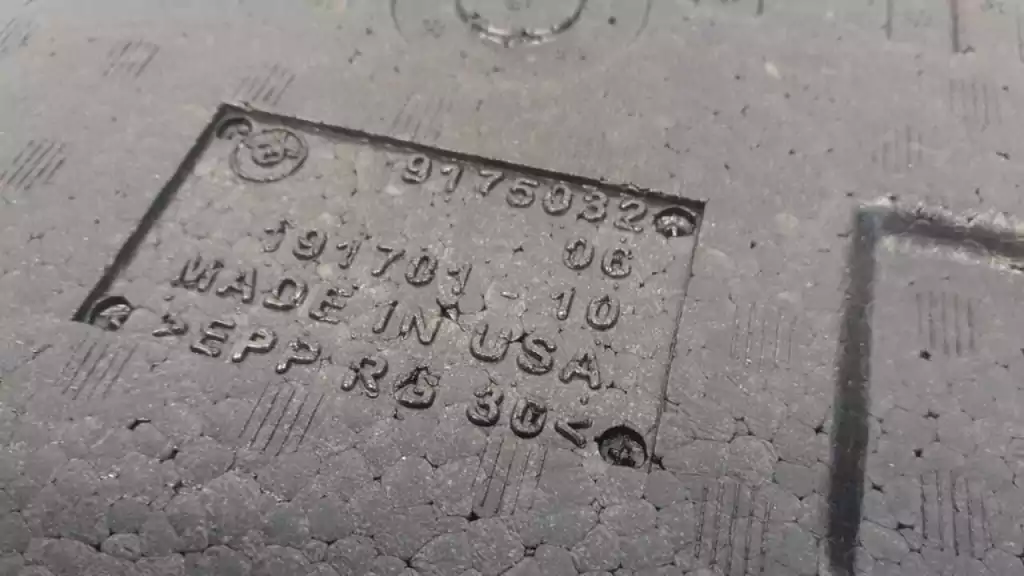 9175032
06
191701 - 10
MADE IN USA
>EPP RG 30<